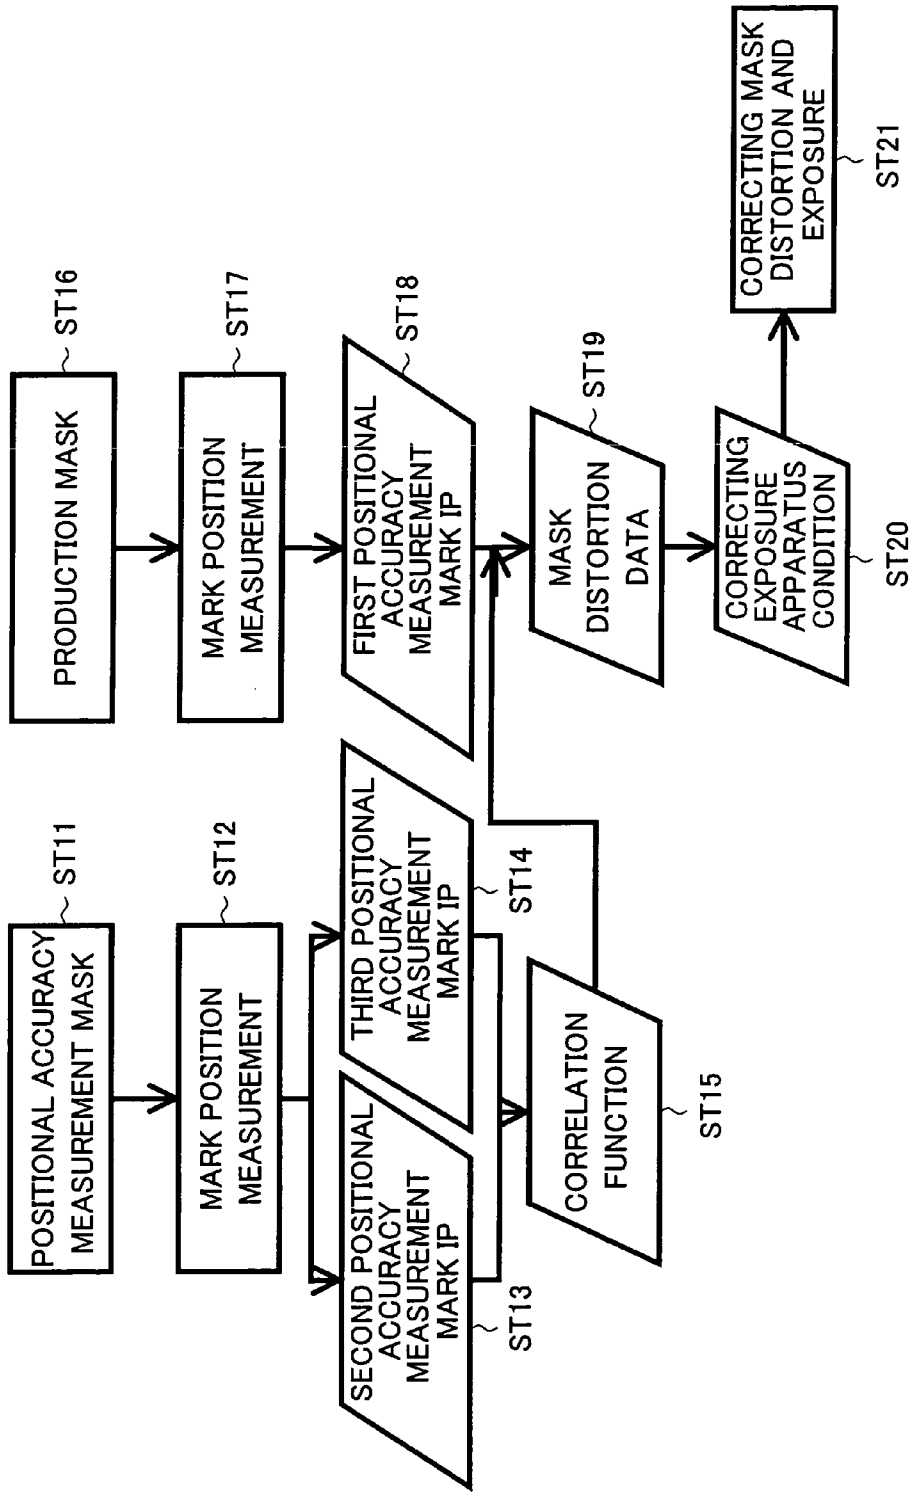 POSITIONAL ACCURACY
MEASUREMENT MASK
ST11
MARK POSITION
MEASUREMENT
ST12
SECOND POSITIONAL
ACCURACY
MEASUREMENT
MARK IP
ST13
THIRD POSITIONAL
ACCURACY
MEASUREMENT
MARK IP
ST14
CORRELATION
FUNCTION
ST15
PRODUCTION MASK
ST16
MARK POSITION
MEASUREMENT
ST17
FIRST POSITIONAL
ACCURACY
MEASUREMENT
MARK IP
ST18
MASK
DISTORTION
DATA
ST19
CORRECTING
EXPOSURE
APPARATUS
CONDITION
ST20
CORRECTING MASK
DISTORTION AND
EXPOSURE
ST21